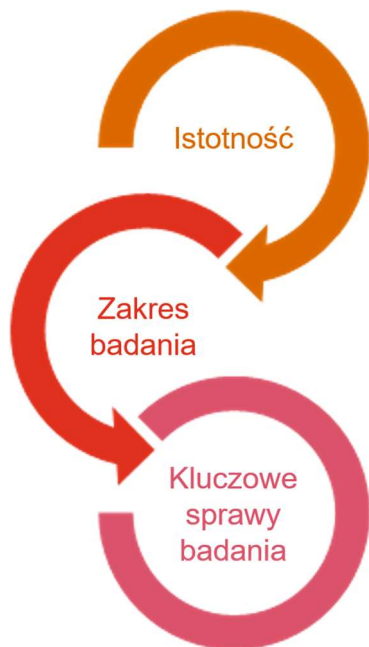 Istotność
Zakres
badania
Kluczowe
sprawy
badania